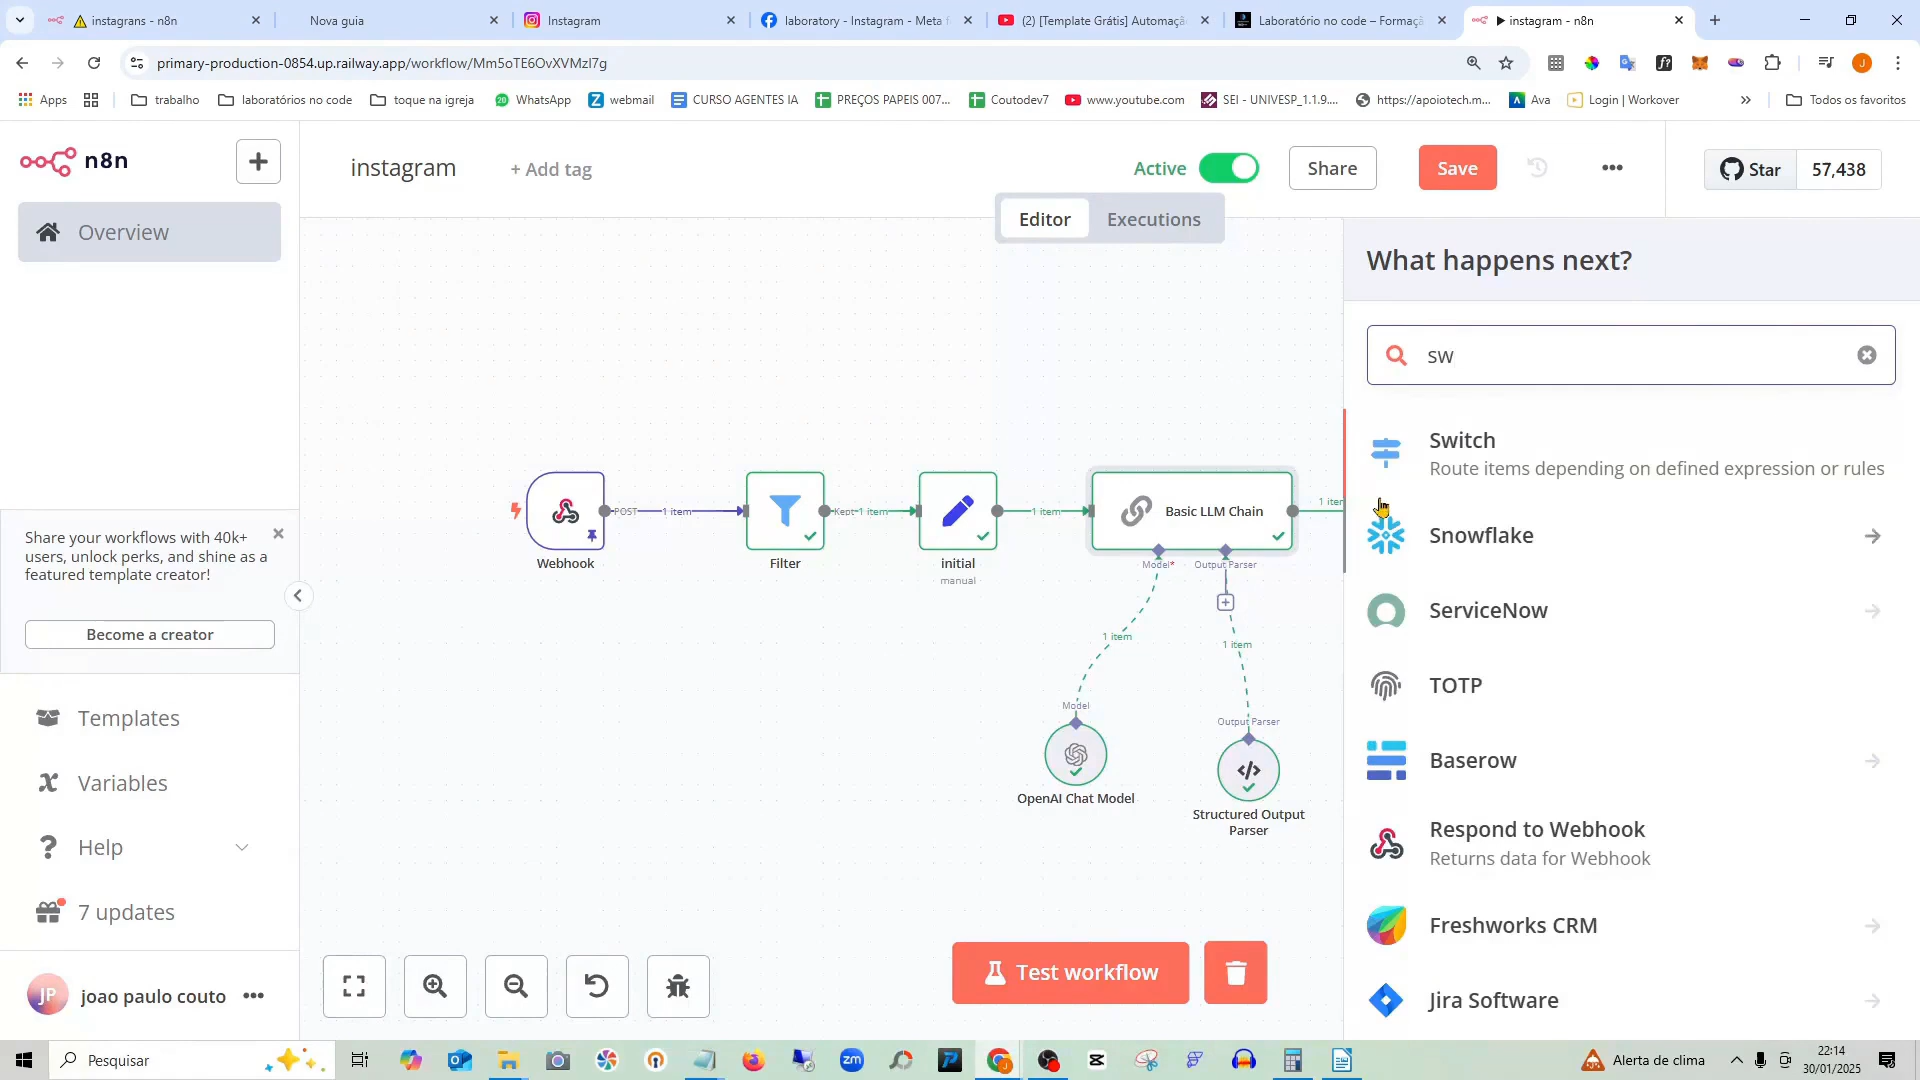 instagrans - n8n
Nova guia
Instagram
laboratory - Instagram - Meta f
(2) [Template Grátis] Automaçã
Laboratório no code – Formaçã
instagram - n8n
primary-production-0854.up.railway.app/workflow/Mm5oTE6OvXVMzI7g
J
Apps
trabalho
laboratórios no code
toque na igreja
WhatsApp
webmail
CURSO AGENTES IA
PREÇOS PAPEIS 007...
Coutodev7
www.youtube.com
SEI - UNIVESP_1.1.9....
https://apoiotech.m...
Ava
Login | Workover
Todos os favoritos
n8n
instagram
+ Add tag
Active
Share
Save
Star
57,438
Editor
Executions
Overview
What happens next?
sw
Switch
Route items depending on defined expression or rules
Snowflake
ServiceNow
TOTP
Baserow
Respond to Webhook
Returns data for Webhook
Freshworks CRM
Jira Software
POST
1 item
Kept
1 item
1 item
Basic LLM Chain
1 iter
Webhook
Filter
initial
manual
Model*
Output Parser
1 item
1 item
Model
Output Parser
OpenAI Chat Model
Structured Output
Parser
Share your workflows with 40k+
users, unlock perks, and shine as a
featured template creator!
Become a creator
Templates
Variables
Help
7 updates
JP
joao paulo couto
Test workflow
Pesquisar
zm
Alerta de clima
22:14
30/01/2025